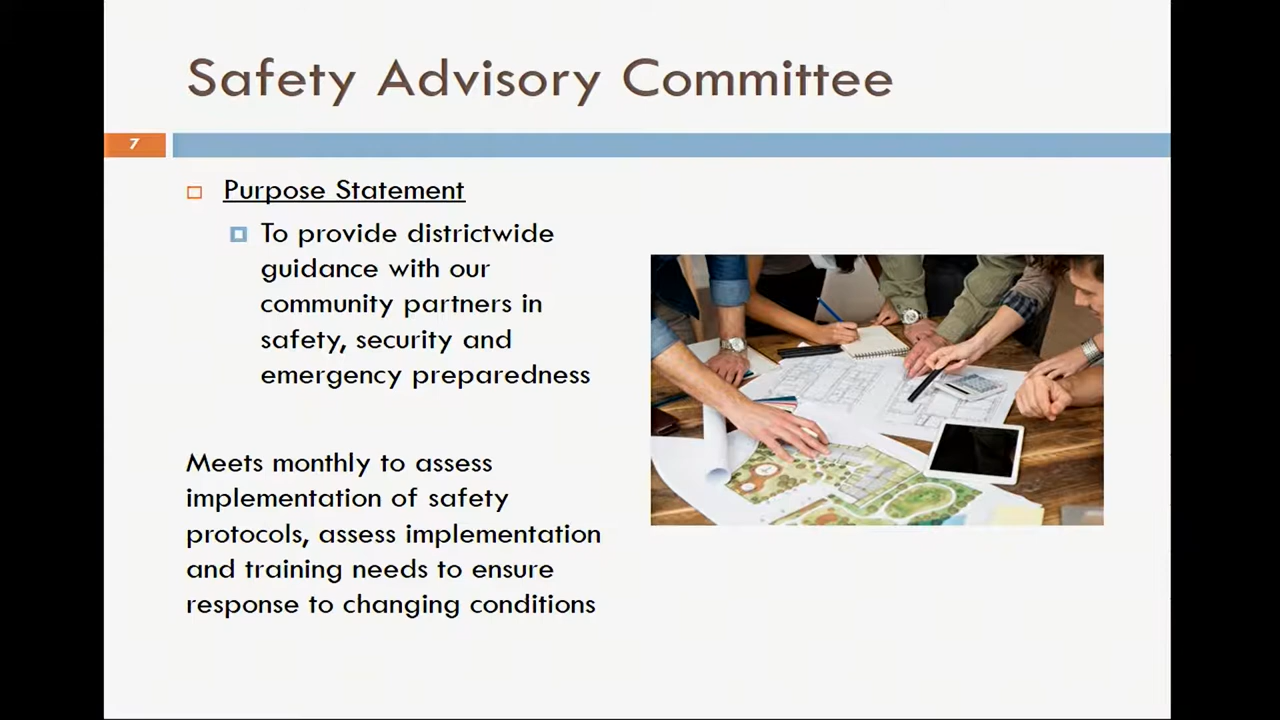 Safety Advisory Committee
7
Purpose Statement
To provide districtwide
guidance with our
community partners in
safety, security and
emergency preparedness
Meets monthly to assess
implementation of safety
protocols, assess implementation
and training needs to ensure
response to changing conditions